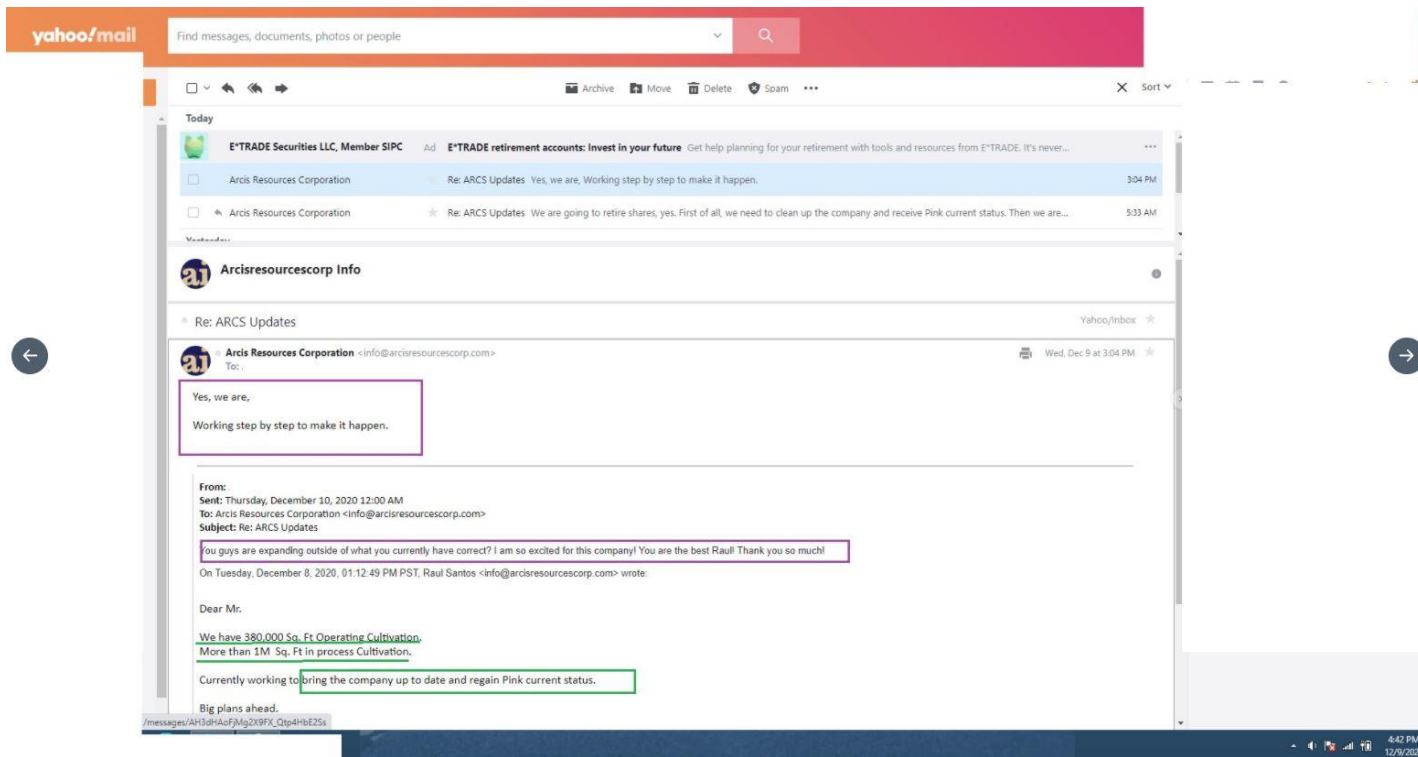 yahoo!mail
Find messages, documents, photos or people
Archive Move Delete Spam ••• Sort
Today
E*TRADE Securities LLC, Member SIPC Ad E*TRADE retirement accounts: Invest in your future Get help planning for your retirement with tools and resources from E*TRADE. It's never...
Arcis Resources Corporation Re: ARCS Updates Yes, we are, Working step by step to make it happen. 3:04 PM
Arcis Resources Corporation Re: ARCS Updates We are going to retire shares, yes. First of all, we need to clean up the company and receive Pink current status. Then we are... 5:33 AM
Yesterday
ai Arcisresourcescorp Info
Re: ARCS Updates Yahoo/Inbox
ai Arcis Resources Corporation <info@arcisresourcescorp.com> Wed, Dec 9 at 3:04 PM
To: .
Yes, we are,
Working step by step to make it happen.
From:
Sent: Thursday, December 10, 2020 12:00 AM
To: Arcis Resources Corporation <info@arcisresourcescorp.com>
Subject: Re: ARCS Updates
You guys are expanding outside of what you currently have correct? I am so excited for this company! You are the best Raul! Thank you so much!
On Tuesday, December 8, 2020, 01:12:49 PM PST, Raul Santos <info@arcisresourcescorp.com> wrote:
Dear Mr.
We have 380,000 Sq. Ft Operating Cultivation.
More than 1M Sq. Ft in process Cultivation.
Currently working to bring the company up to date and regain Pink current status.
Big plans ahead.
/messages/AH3dHAoFjMg2X9FX_Qtp4HbE2Ss
4:42 PM
12/9/202